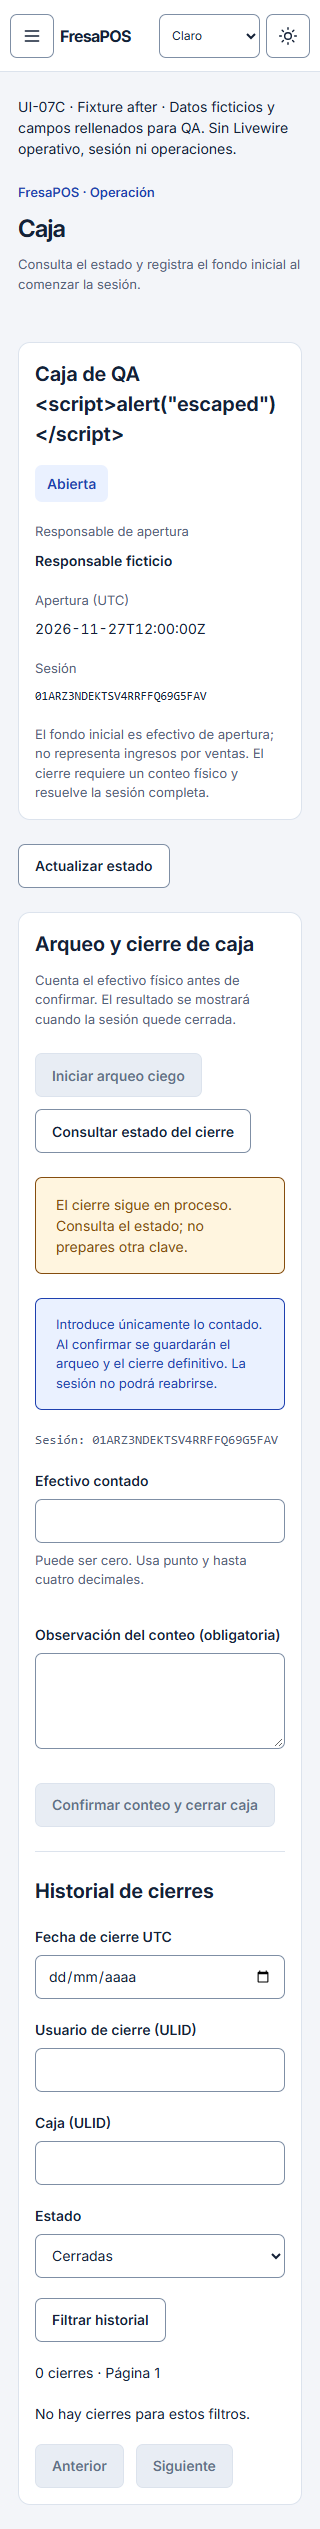 FresaPOS
Claro
UI-07C · Fixture after · Datos ficticios y
campos rellenados para QA. Sin Livewire
operativo, sesión ni operaciones.
FresaPOS · Operación
Caja
Consulta el estado y registra el fondo inicial al
comenzar la sesión.
Caja de QA
<script>alert("escaped")
</script>
Abierta
Responsable de apertura
Responsable ficticio
Apertura (UTC)
2026-11-27T12:00:00Z
Sesión
01ARZ3NDEKTSV4RRFFQ69G5FAV
El fondo inicial es efectivo de apertura;
no representa ingresos por ventas. El
cierre requiere un conteo físico y
resuelve la sesión completa.
Actualizar estado
Arqueo y cierre de caja
Cuenta el efectivo físico antes de
confirmar. El resultado se mostrará
cuando la sesión quede cerrada.
Iniciar arqueo ciego
Consultar estado del cierre
El cierre sigue en proceso.
Consulta el estado; no
prepares otra clave.
Introduce únicamente lo contado.
Al confirmar se guardarán el
arqueo y el cierre definitivo. La
sesión no podrá reabrirse.
Sesión: 01ARZ3NDEKTSV4RRFFQ69G5FAV
Efectivo contado
Puede ser cero. Usa punto y hasta
cuatro decimales.
Observación del conteo (obligatoria)
Confirmar conteo y cerrar caja
Historial de cierres
Fecha de cierre UTC
dd/mm/aaaa
Usuario de cierre (ULID)
Caja (ULID)
Estado
Cerradas
Filtrar historial
0 cierres · Página 1
No hay cierres para estos filtros.
Anterior
Siguiente